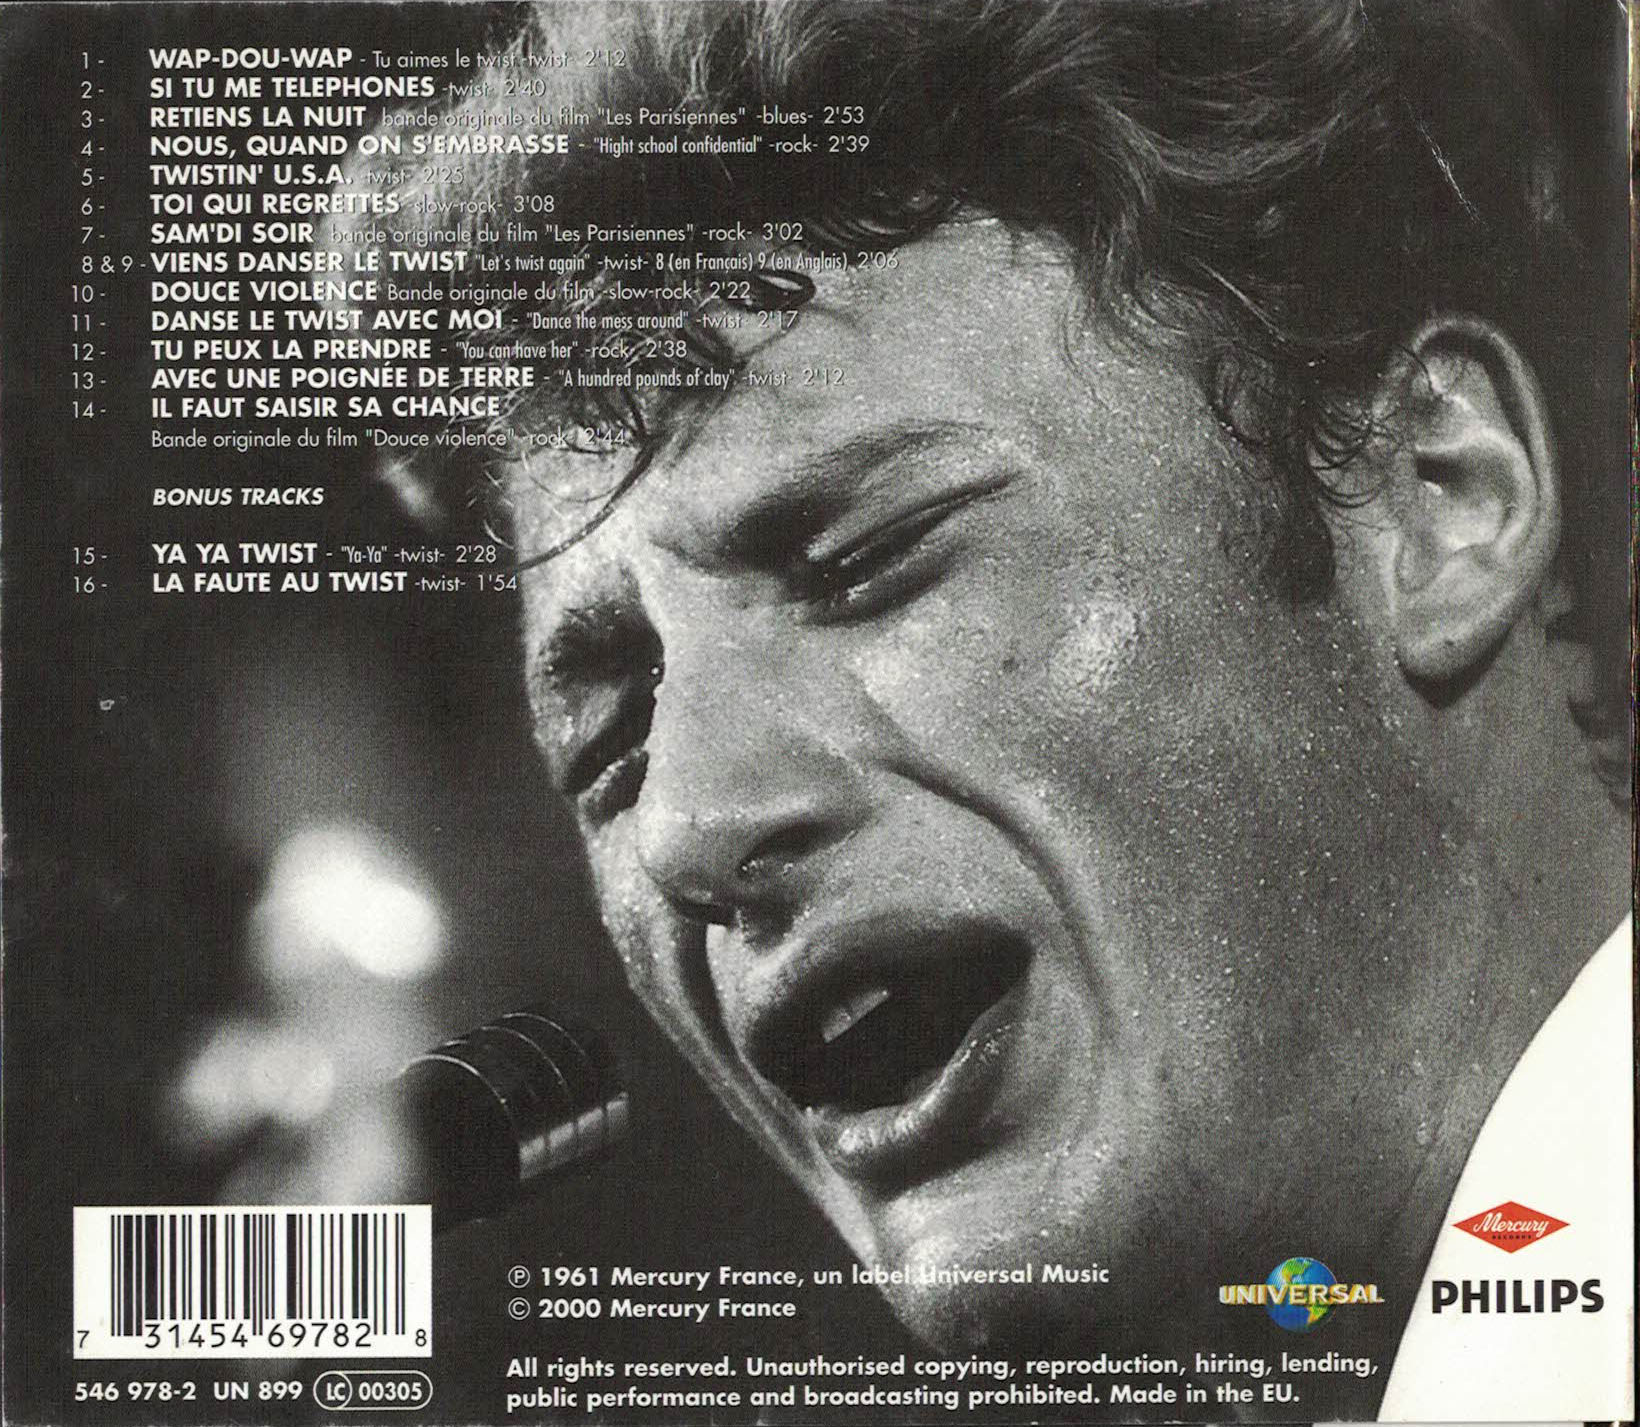 1 - WAP-DOU-WAP - Tu aimes le twist -twist- 2'12
2 - SI TU ME TELEPHONES -twist- 2'40
3 - RETIENS LA NUIT bande originale du film "Les Parisiennes" -blues- 2'53
4 - NOUS, QUAND ON S'EMBRASSE - "Hight school confidential" -rock- 2'39
5 - TWISTIN' U.S.A. -twist- 2'25
6 - TOI QUI REGRETTES -slow-rock- 3'08
7 - SAM'DI SOIR bande originale du film "Les Parisiennes" -rock- 3'02
8 & 9 - VIENS DANSER LE TWIST "Let's twist again" -twist- 8 (en Français) 9 (en Anglais) 2'06
10 - DOUCE VIOLENCE Bande originale du film -slow-rock- 2'22
11 - DANSE LE TWIST AVEC MOI - "Dance the mess around" -twist- 2'17
12 - TU PEUX LA PRENDRE - "You can have her" -rock- 2'38
13 - AVEC UNE POIGNÉE DE TERRE - "A hundred pounds of clay" -twist- 2'12
14 - IL FAUT SAISIR SA CHANCE
Bande originale du film "Douce violence" -rock- 2'44
BONUS TRACKS
15 - YA YA TWIST - "Ya-Ya" -twist- 2'28
16 - LA FAUTE AU TWIST -twist- 1'54
7 31454 69782 8
546 978-2 UN 899 LC 00305
℗ 1961 Mercury France, un label Universal Music
© 2000 Mercury France
All rights reserved. Unauthorised copying, reproduction, hiring, lending,
public performance and broadcasting prohibited. Made in the EU.
UNIVERSAL
Mercury
RECORDS
PHILIPS